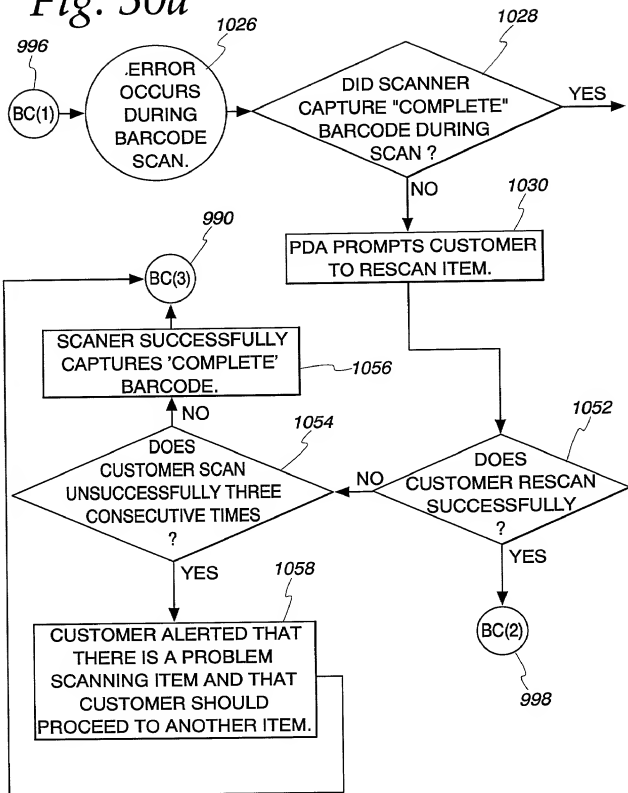 Fig. 30a
996
1026
1028
BC(1)
.ERROR
OCCURS
DURING
BARCODE
SCAN.
DID SCANNER
CAPTURE "COMPLETE"
BARCODE DURING
SCAN ?
YES
NO
1030
PDA PROMPTS CUSTOMER
TO RESCAN ITEM.
990
BC(3)
SCANER SUCCESSFULLY
CAPTURES 'COMPLETE'
BARCODE.
1056
NO
1054
DOES
CUSTOMER SCAN
UNSUCCESSFULLY THREE
CONSECUTIVE TIMES
?
NO
1052
DOES
CUSTOMER RESCAN
SUCCESSFULLY
?
YES
YES
1058
CUSTOMER ALERTED THAT
THERE IS A PROBLEM
SCANNING ITEM AND THAT
CUSTOMER SHOULD
PROCEED TO ANOTHER ITEM.
BC(2)
998